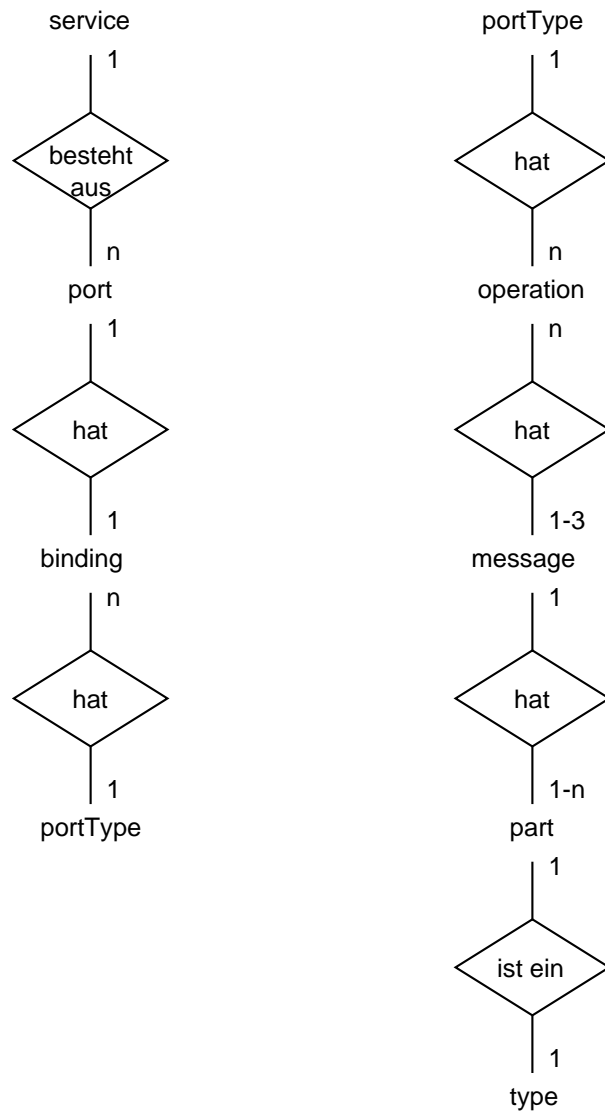 service
1
besteht
aus
n
port
1
hat
1
binding
n
hat
1
portType
portType
1
hat
n
operation
n
hat
1-3
message
1
hat
1-n
part
1
ist ein
1
type